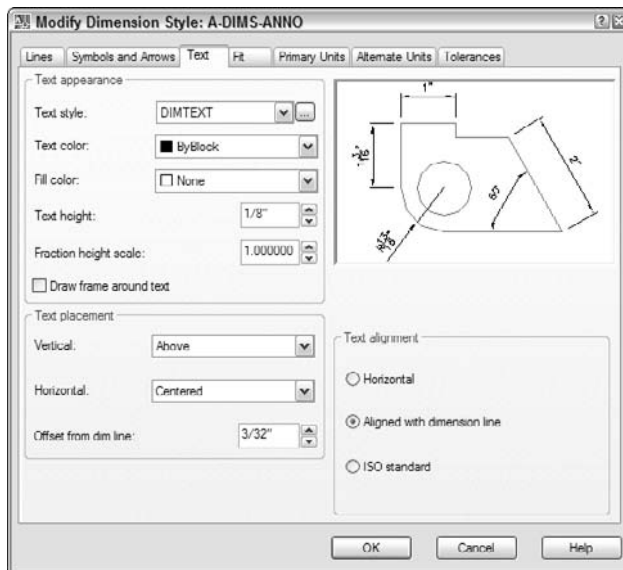 Modify Dimension Style: A-DIMS-ANNO
Lines Symbols and Arrows Text Fit Primary Units Alternate Units Tolerances
Text appearance
Text style: DIMTEXT ...
Text color: ByBlock
Fill color: None
Text height: 1/8"
Fraction height scale: 1.000000
Draw frame around text
1"
2"
Text placement
Vertical: Above
Horizontal: Centered
Offset from dim line: 3/32"
Text alignment
Horizontal
Aligned with dimension line
ISO standard
OK Cancel Help